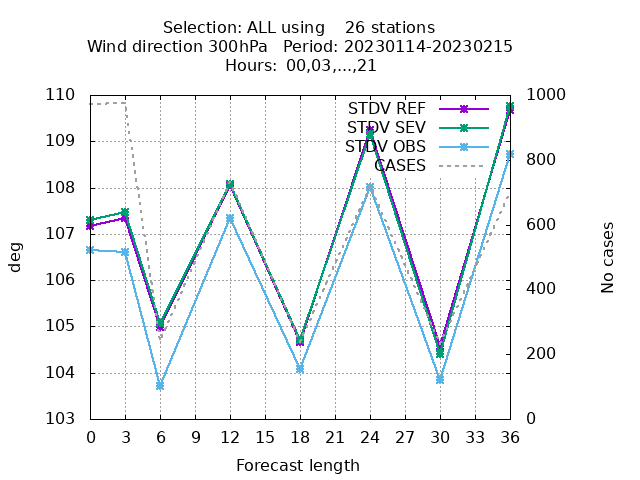 Selection: ALL using    26 stations
Wind direction 300hPa   Period: 20230114-20230215
Hours: 00,03,...,21
STDV REF
STDV SEV
STDV OBS
CASES
110
109
108
107
106
105
104
103
1000
800
600
400
200
0
deg
No cases
0 3 6 9 12 15 18 21 24 27 30 33 36
Forecast length